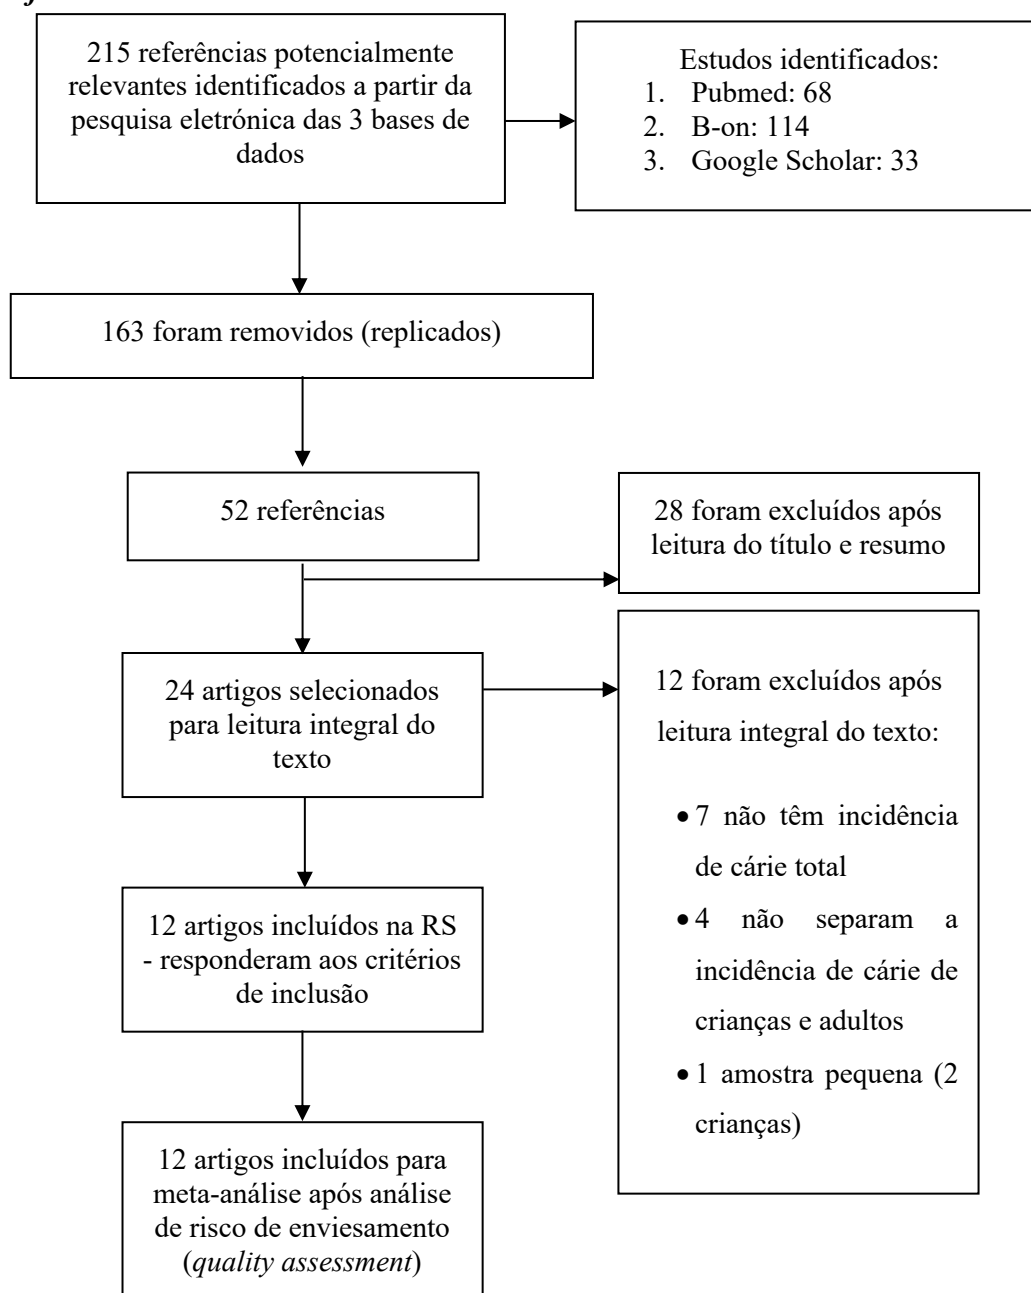 215 referências potencialmente
relevantes identificados a partir da
pesquisa eletrónica das 3 bases de
dados
Estudos identificados:
1. Pubmed: 68
2. B-on: 114
3. Google Scholar: 33
163 foram removidos (replicados)
52 referências
28 foram excluídos após
leitura do título e resumo
24 artigos selecionados
para leitura integral do
texto
12 foram excluídos após
leitura integral do texto:
• 7 não têm incidência
de cárie total
• 4 não separam a
incidência de cárie de
crianças e adultos
• 1 amostra pequena (2
crianças)
12 artigos incluídos na RS
- responderam aos critérios
de inclusão
12 artigos incluídos para
meta-análise após análise
de risco de enviesamento
(quality assessment)